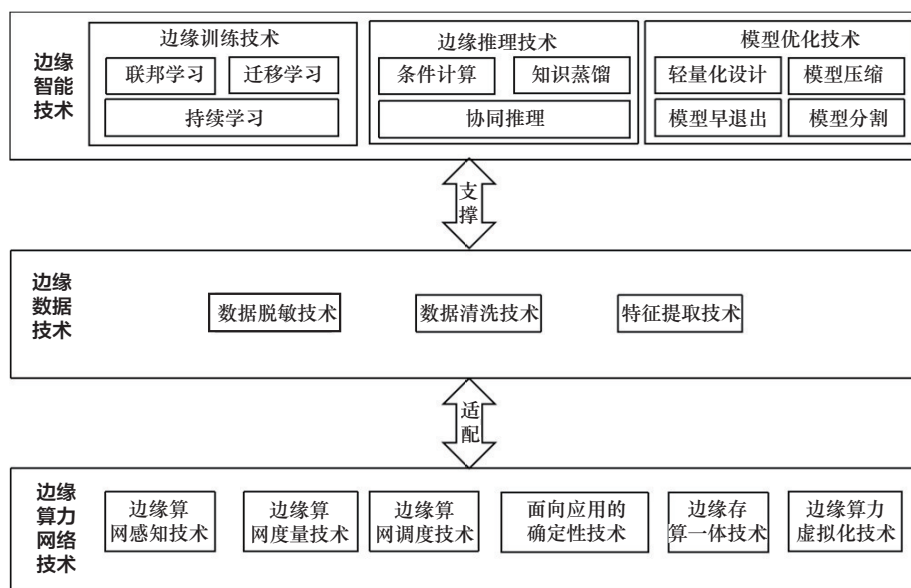 边缘
智能
技术
边缘训练技术
联邦学习
迁移学习
持续学习
边缘推理技术
条件计算
知识蒸馏
协同推理
模型优化技术
轻量化设计
模型压缩
模型早退出
模型分割
支
撑
边缘
数据
技术
数据脱敏技术
数据清洗技术
特征提取技术
适
配
边缘
算力
网络
技术
边缘算
网感知技术
边缘算
网度量技术
边缘算
网调度技术
面向应用的
确定性技术
边缘存
算一体技术
边缘算力
虚拟化技术